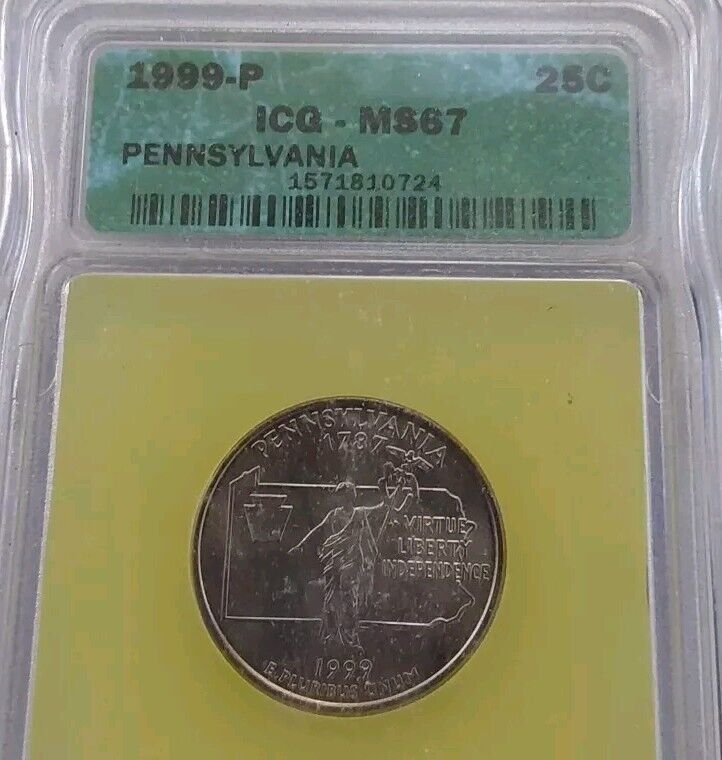 1999-P 25C
ICG - MS67
PENNSYLVANIA
1571810724
PENNSYLVANIA
1787
VIRTUE
LIBERTY
INDEPENDENCE
1999
E PLURIBUS UNUM